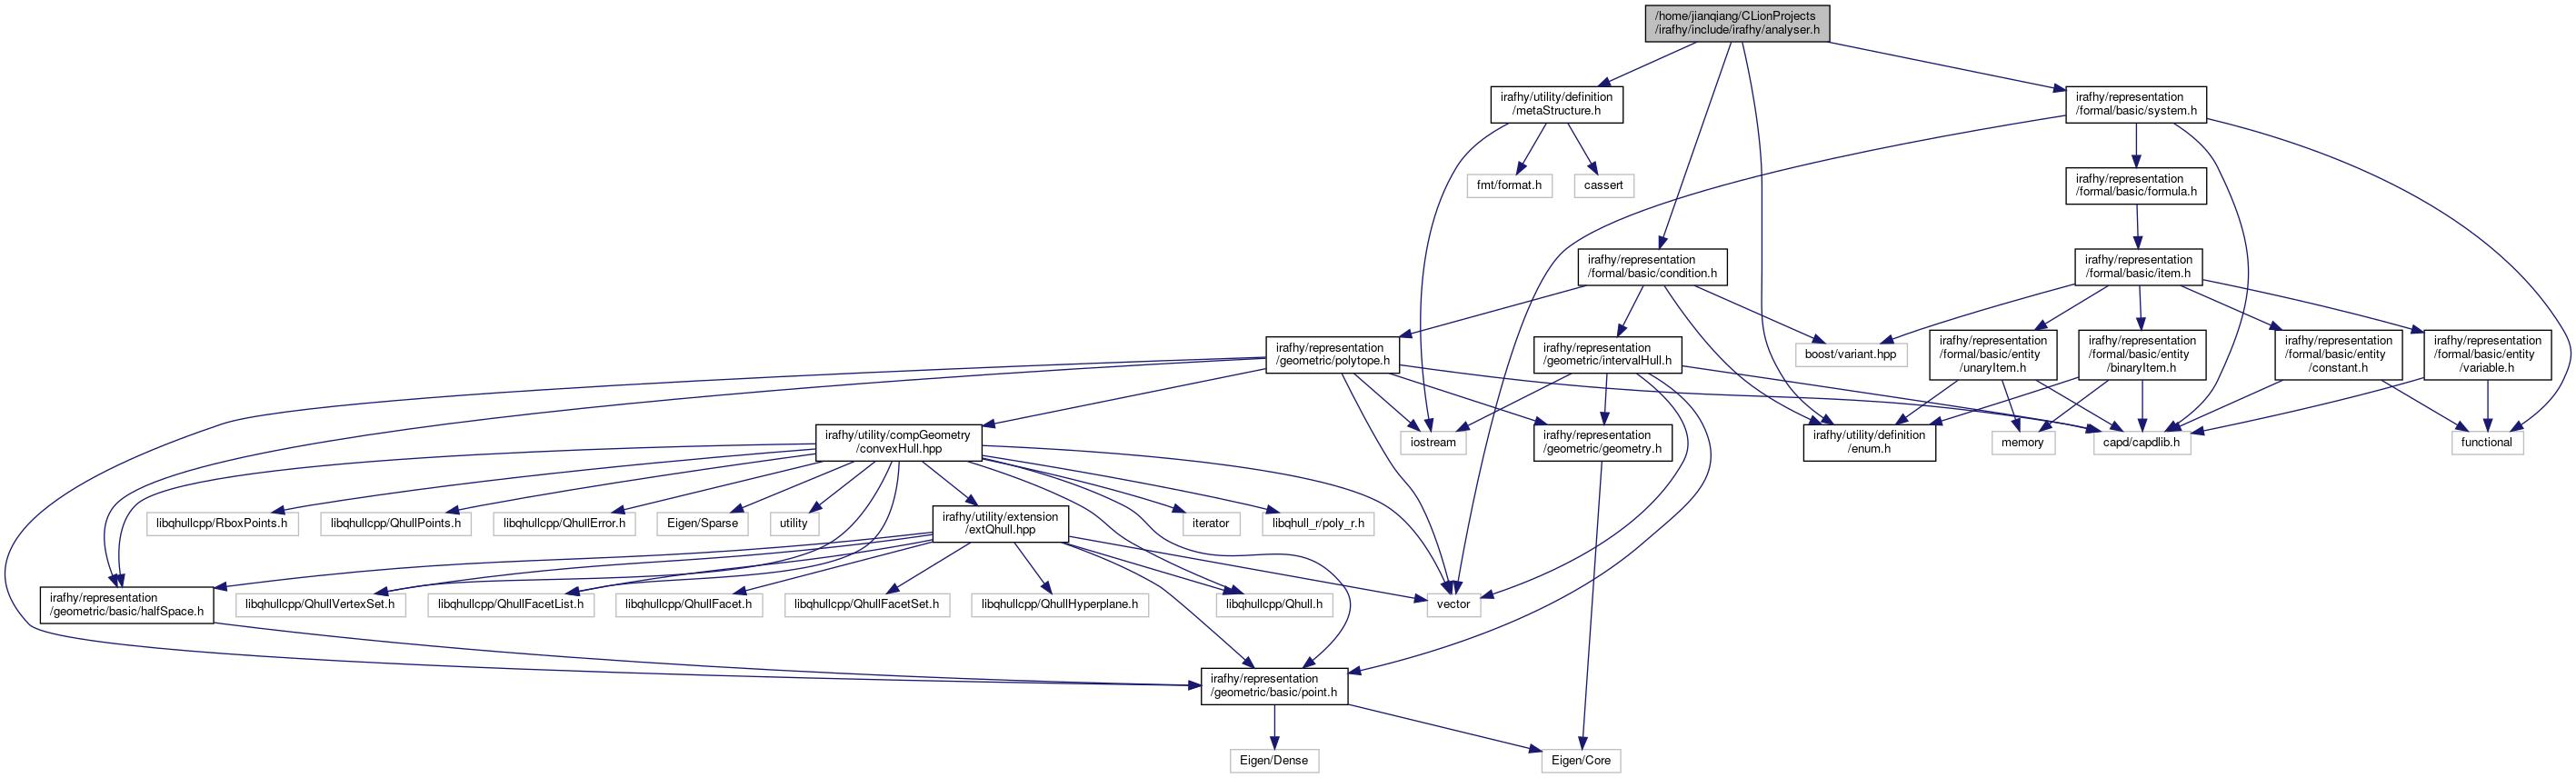 /home/jianqiang/CLionProjects
/irafhy/include/irafhy/analyser.h
irafhy/utility/definition
/metaStructure.h
irafhy/representation
/formal/basic/system.h
fmt/format.h
cassert
irafhy/representation
/formal/basic/formula.h
irafhy/representation
/formal/basic/condition.h
irafhy/representation
/formal/basic/item.h
irafhy/representation
/geometric/polytope.h
irafhy/representation
/geometric/intervalHull.h
boost/variant.hpp
irafhy/representation
/formal/basic/entity
/unaryItem.h
irafhy/representation
/formal/basic/entity
/binaryItem.h
irafhy/representation
/formal/basic/entity
/constant.h
irafhy/representation
/formal/basic/entity
/variable.h
irafhy/utility/compGeometry
/convexHull.hpp
iostream
irafhy/representation
/geometric/geometry.h
irafhy/utility/definition
/enum.h
memory
capd/capdlib.h
functional
libqhullcpp/RboxPoints.h
libqhullcpp/QhullPoints.h
libqhullcpp/QhullError.h
Eigen/Sparse
utility
irafhy/utility/extension
/extQhull.hpp
iterator
libqhull_r/poly_r.h
irafhy/representation
/geometric/basic/halfSpace.h
libqhullcpp/QhullVertexSet.h
libqhullcpp/QhullFacetList.h
libqhullcpp/QhullFacet.h
libqhullcpp/QhullFacetSet.h
libqhullcpp/QhullHyperplane.h
libqhullcpp/Qhull.h
vector
irafhy/representation
/geometric/basic/point.h
Eigen/Dense
Eigen/Core